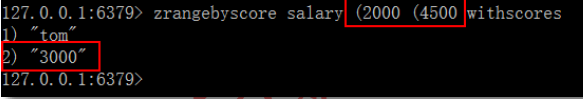 127.0.0.1:6379> zrangebyscore salary (2000 (4500 withscores
1) "tom"
2) "3000"
127.0.0.1:6379>